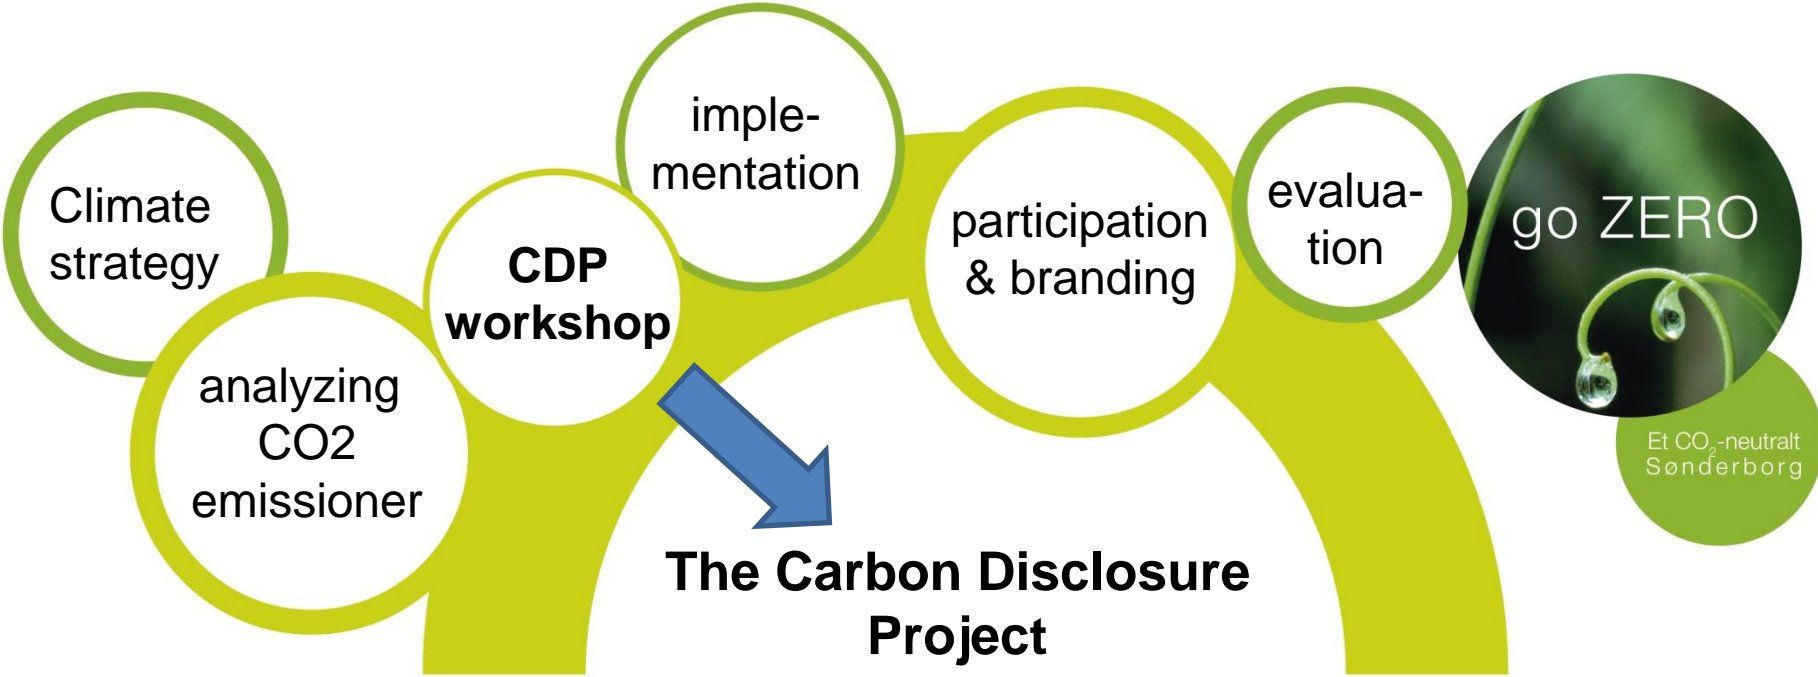 Climate
strategy
analyzing
CO2
emissioner
CDP
workshop
imple-
mentation
participation
& branding
evalua-
tion
go ZERO
Et CO₂-neutralt
Sønderborg
The Carbon Disclosure
Project